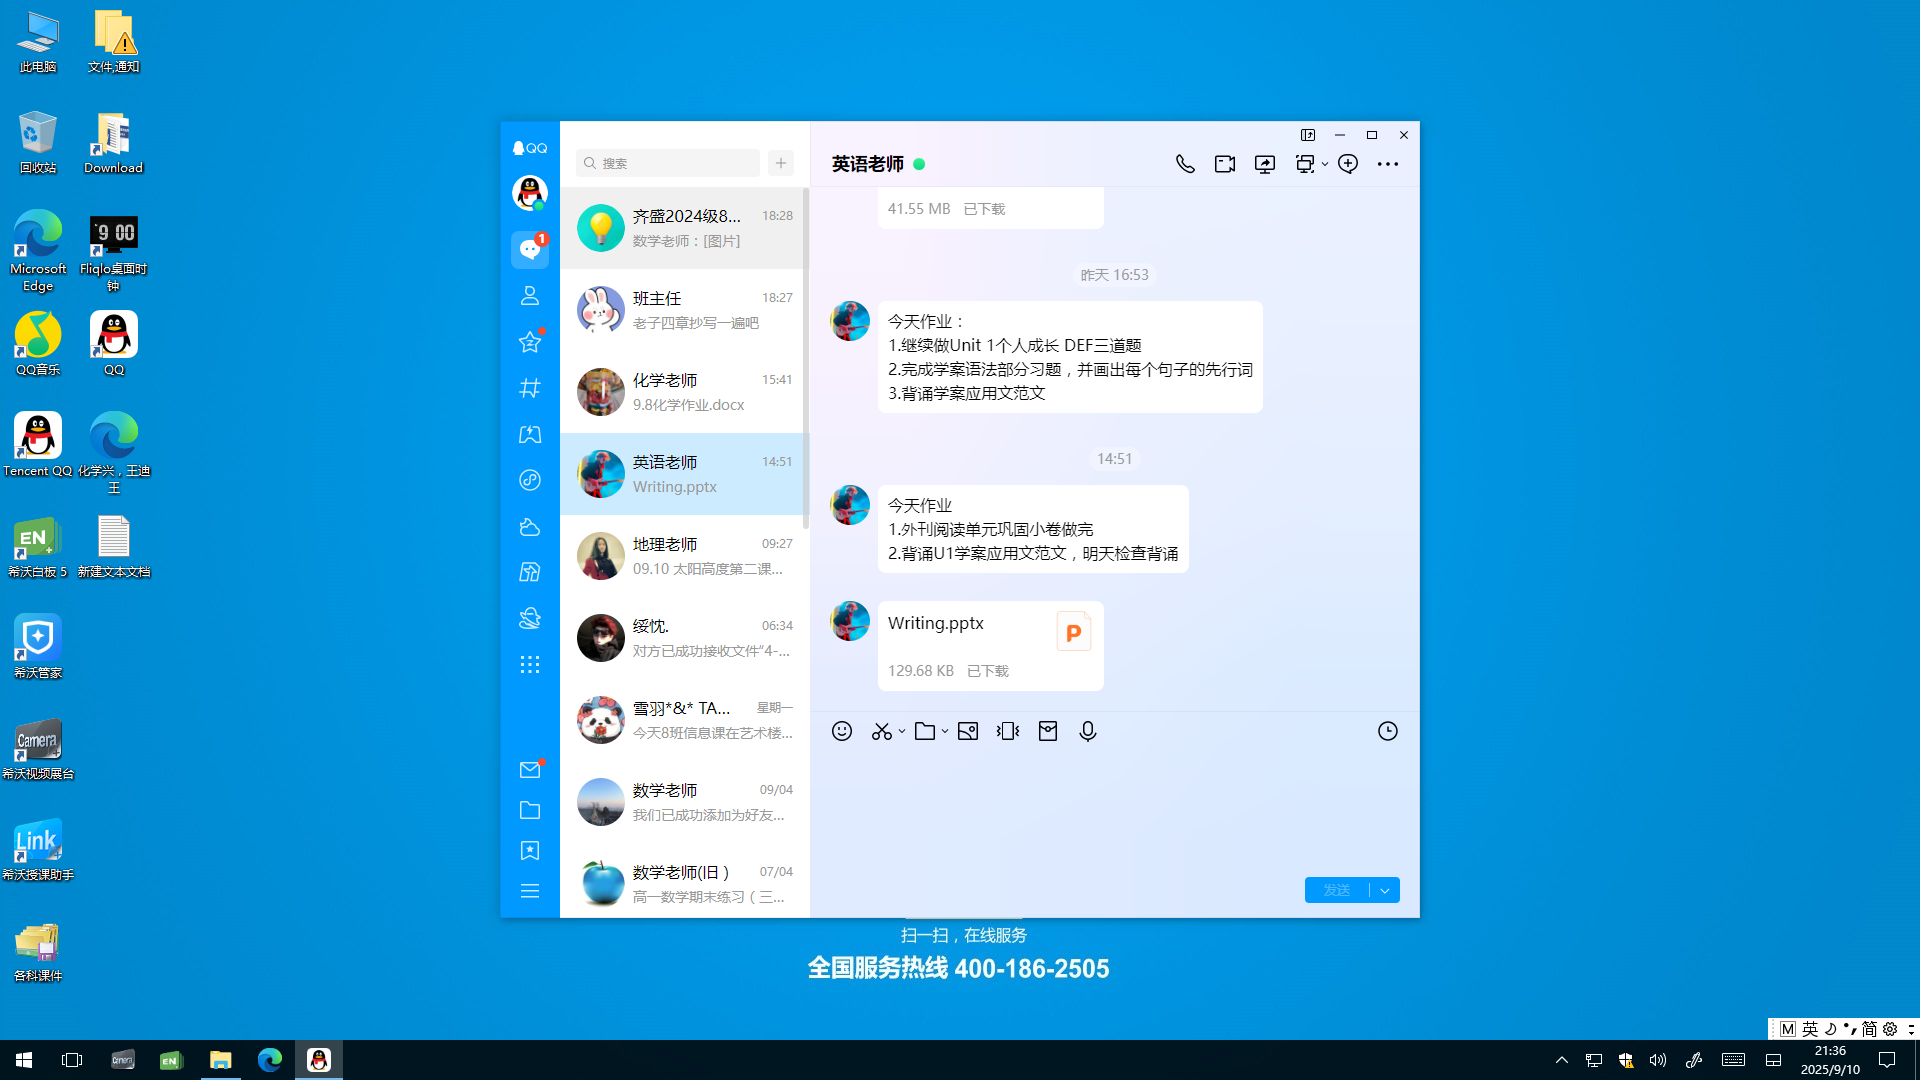 此电脑
文件,通知
回收站
Download
Microsoft Edge
9 00
Fliqlo桌面时钟
QQ音乐
QQ
Tencent QQ
化学兴，王迪王
EN
希沃白板 5
新建文本文档
希沃管家
Camera
希沃视频展台
Link
希沃授课助手
各科课件
QQ
1
搜索
齐盛2024级8...
18:28
数学老师：[图片]
班主任
18:27
老子四章抄写一遍吧
化学老师
15:41
9.8化学作业.docx
英语老师
14:51
Writing.pptx
地理老师
09:27
09.10 太阳高度第二课...
绥忱.
06:34
对方已成功接收文件“4-...
雪羽*&* TA...
星期一
今天8班信息课在艺术楼...
数学老师
09/04
我们已成功添加为好友...
数学老师(旧）
07/04
高一数学期末练习（三...
英语老师
41.55 MB 已下载
昨天 16:53
今天作业：
1.继续做Unit 1个人成长 DEF三道题
2.完成学案语法部分习题，并画出每个句子的先行词
3.背诵学案应用文范文
14:51
今天作业
1.外刊阅读单元巩固小卷做完
2.背诵U1学案应用文范文，明天检查背诵
Writing.pptx
P
129.68 KB 已下载
发送
扫一扫，在线服务
全国服务热线 400-186-2505
M 英 简
Camera
EN
21:36
2025/9/10